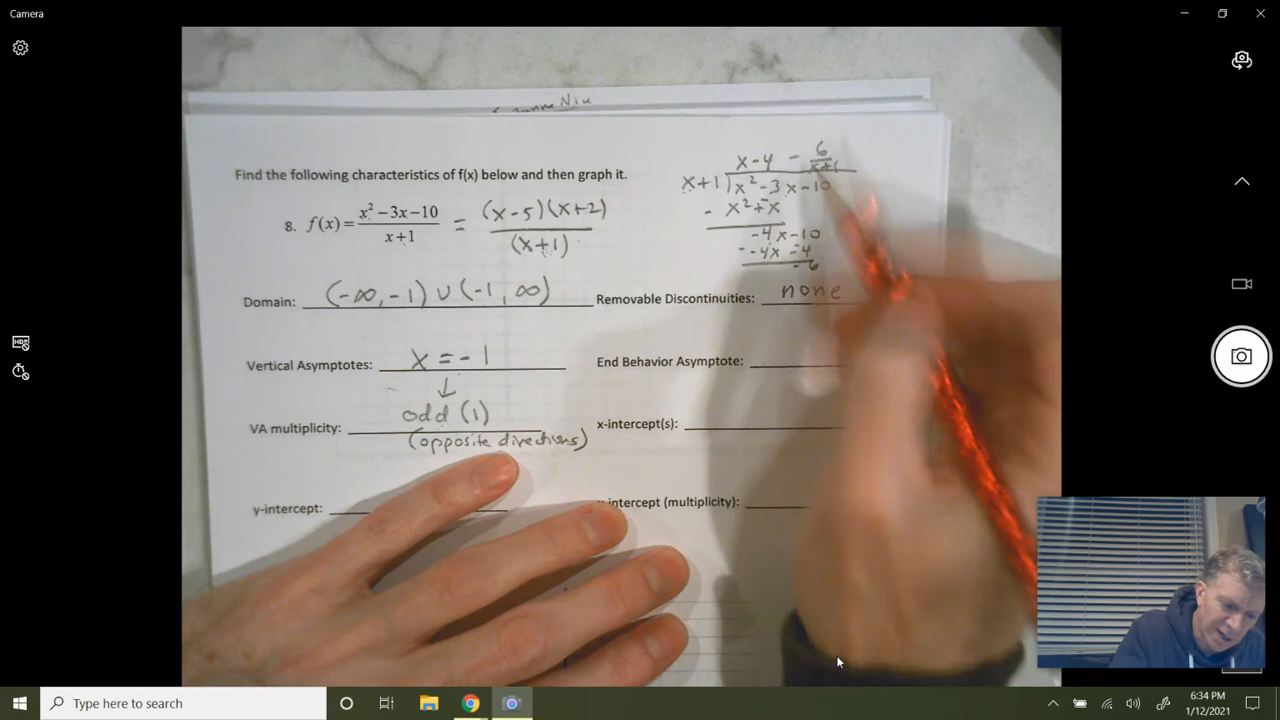 Camera
Find the following characteristics of f(x) below and then graph it.
8. f(x) = x² - 3x - 10 / x + 1 = (x - 5)(x + 2) / (x + 1)
x - 4 - 6 / x + 1
x + 1 ) x² - 3x - 10
- x² + x
- 4x - 10
- - 4x - 4
- 6
Domain: (-∞, -1) ∪ (-1, ∞)
Removable Discontinuities: none
Vertical Asymptotes: x = -1
End Behavior Asymptote:
↓
odd (1)
VA multiplicity:
(opposite directions)
x-intercept(s):
y-intercept:
intercept (multiplicity):
Type here to search
6:34 PM
1/12/2021